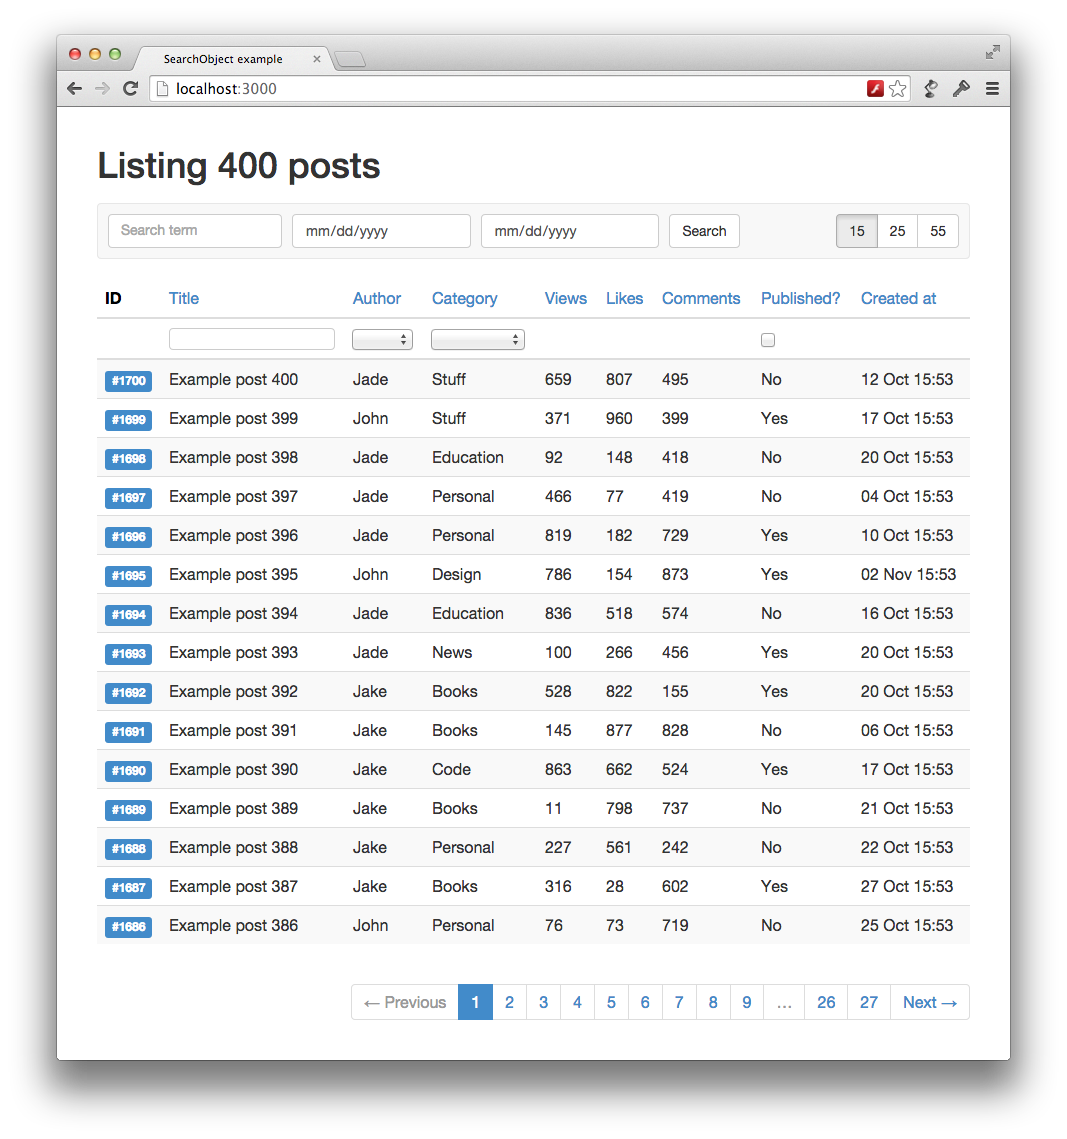 SearchObject example
localhost:3000
Listing 400 posts
Search term mm/dd/yyyy mm/dd/yyyy Search 15 25 55
ID Title Author Category Views Likes Comments Published? Created at
#1700 Example post 400 Jade Stuff 659 807 495 No 12 Oct 15:53
#1699 Example post 399 John Stuff 371 960 399 Yes 17 Oct 15:53
#1698 Example post 398 Jade Education 92 148 418 No 20 Oct 15:53
#1697 Example post 397 Jade Personal 466 77 419 No 04 Oct 15:53
#1696 Example post 396 Jade Personal 819 182 729 Yes 10 Oct 15:53
#1695 Example post 395 John Design 786 154 873 Yes 02 Nov 15:53
#1694 Example post 394 Jade Education 836 518 574 No 16 Oct 15:53
#1693 Example post 393 Jade News 100 266 456 Yes 20 Oct 15:53
#1692 Example post 392 Jake Books 528 822 155 Yes 20 Oct 15:53
#1691 Example post 391 Jake Books 145 877 828 No 06 Oct 15:53
#1690 Example post 390 Jake Code 863 662 524 Yes 17 Oct 15:53
#1689 Example post 389 Jake Books 11 798 737 No 21 Oct 15:53
#1688 Example post 388 Jake Personal 227 561 242 No 22 Oct 15:53
#1687 Example post 387 Jake Books 316 28 602 Yes 27 Oct 15:53
#1686 Example post 386 John Personal 76 73 719 No 25 Oct 15:53
← Previous 1 2 3 4 5 6 7 8 9 … 26 27 Next →